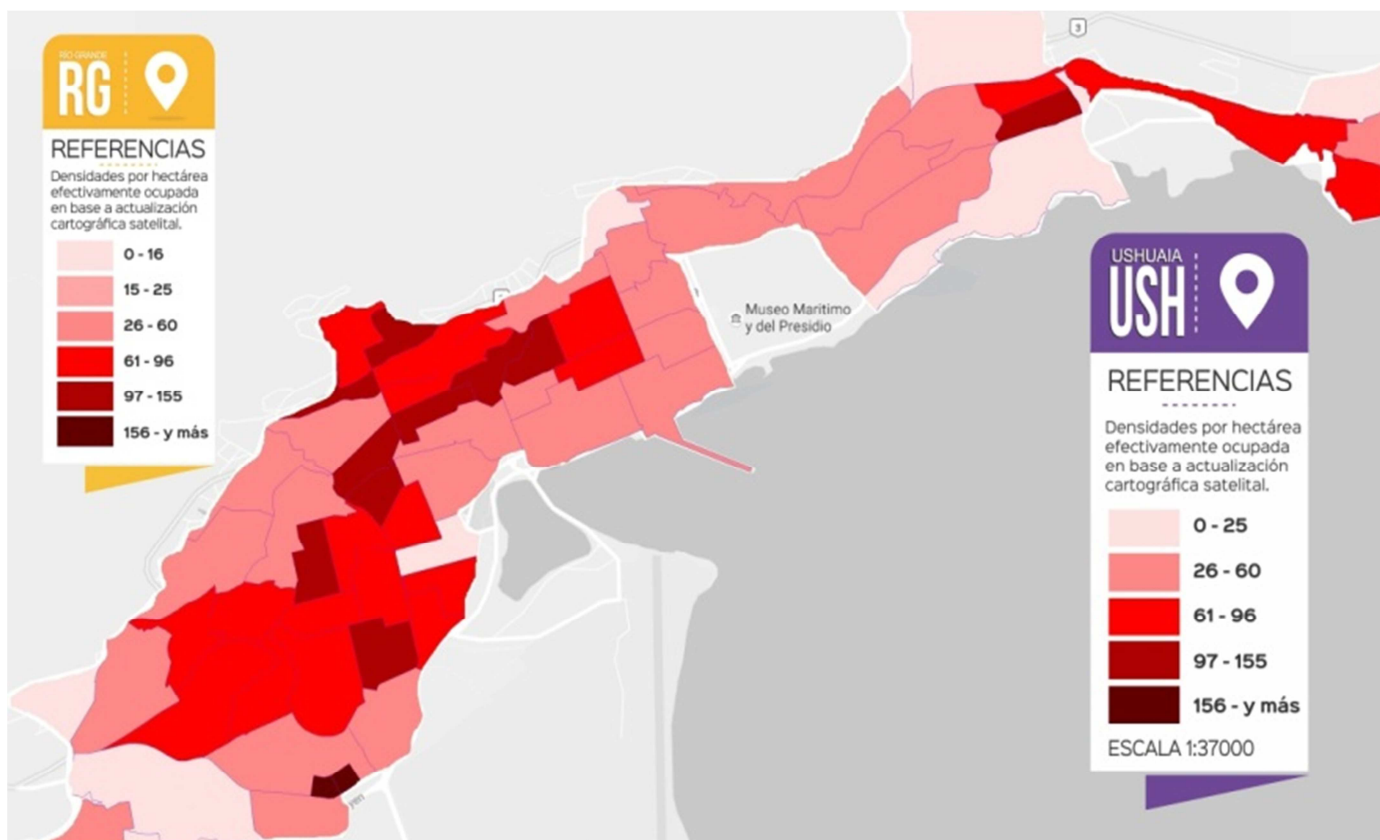 RÍO GRANDE
RG
REFERENCIAS
Densidades por hectárea
efectivamente ocupada
en base a actualización
cartográfica satelital.
0 - 16
15 - 25
26 - 60
61 - 96
97 - 155
156 - y más
3
Museo Maritimo
y del Presidio
USHUAIA
USH
REFERENCIAS
Densidades por hectárea
efectivamente ocupada
en base a actualización
cartográfica satelital.
0 - 25
26 - 60
61 - 96
97 - 155
156 - y más
ESCALA 1:37000
yen